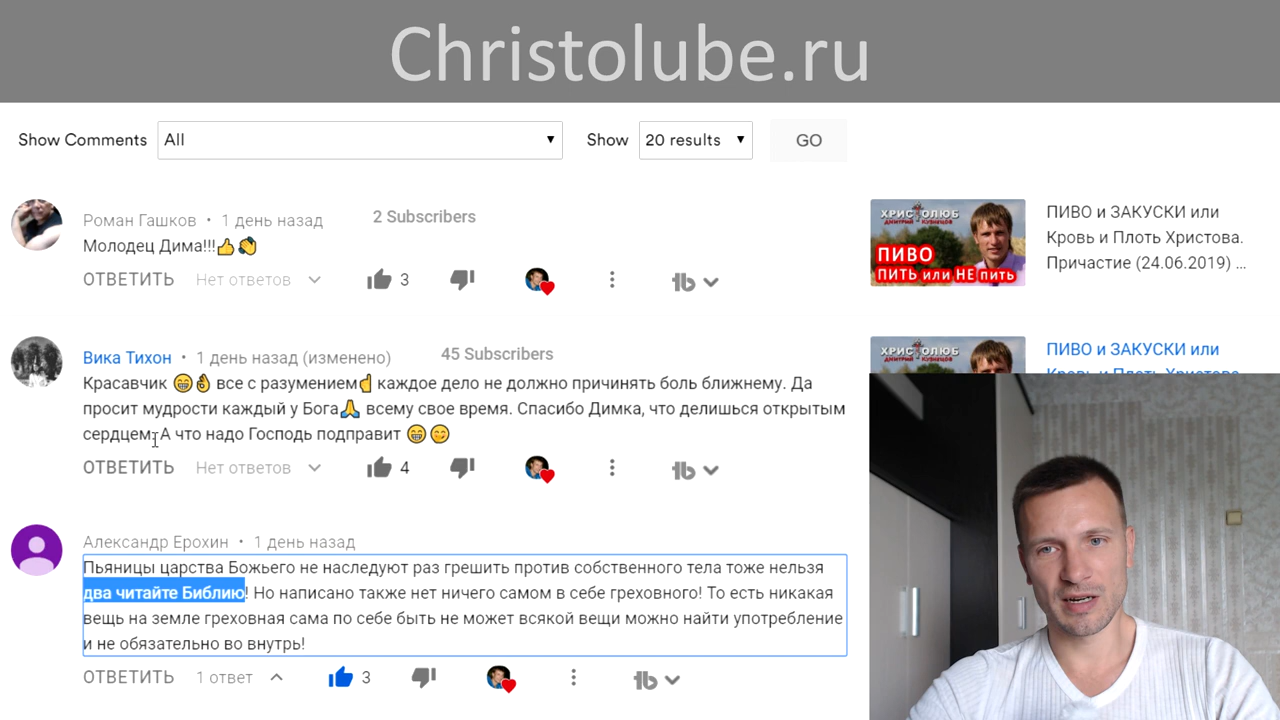 Christolube.ru
Show Comments All Show 20 results GO
Роман Гашков • 1 день назад 2 Subscribers
Молодец Дима!!!👍👏
ОТВЕТИТЬ Нет ответов 3
Вика Тихон • 1 день назад (изменено) 45 Subscribers
Красавчик 😁👌 все с разумением☝ каждое дело не должно причинять боль ближнему. Да
просит мудрости каждый у Бога🙏 всему свое время. Спасибо Димка, что делишься открытым
сердцем. А что надо Господь подправит 😁😋
ОТВЕТИТЬ Нет ответов 4
Александр Ерохин • 1 день назад
Пьяницы царства Божьего не наследуют раз грешить против собственного тела тоже нельзя
два читайте Библию! Но написано также нет ничего самом в себе греховного! То есть никакая
вещь на земле греховная сама по себе быть не может всякой вещи можно найти употребление
и не обязательно во внутрь!
ОТВЕТИТЬ 1 ответ 3
ХРИСТОЛЮБ
ДМИТРИЙ КУЗНЕЦОВ
ПИВО
ПИТЬ или НЕ пить
ПИВО и ЗАКУСКИ или
Кровь и Плоть Христова.
Причастие (24.06.2019) ...
ХРИСТОЛЮБ
ПИВО и ЗАКУСКИ или